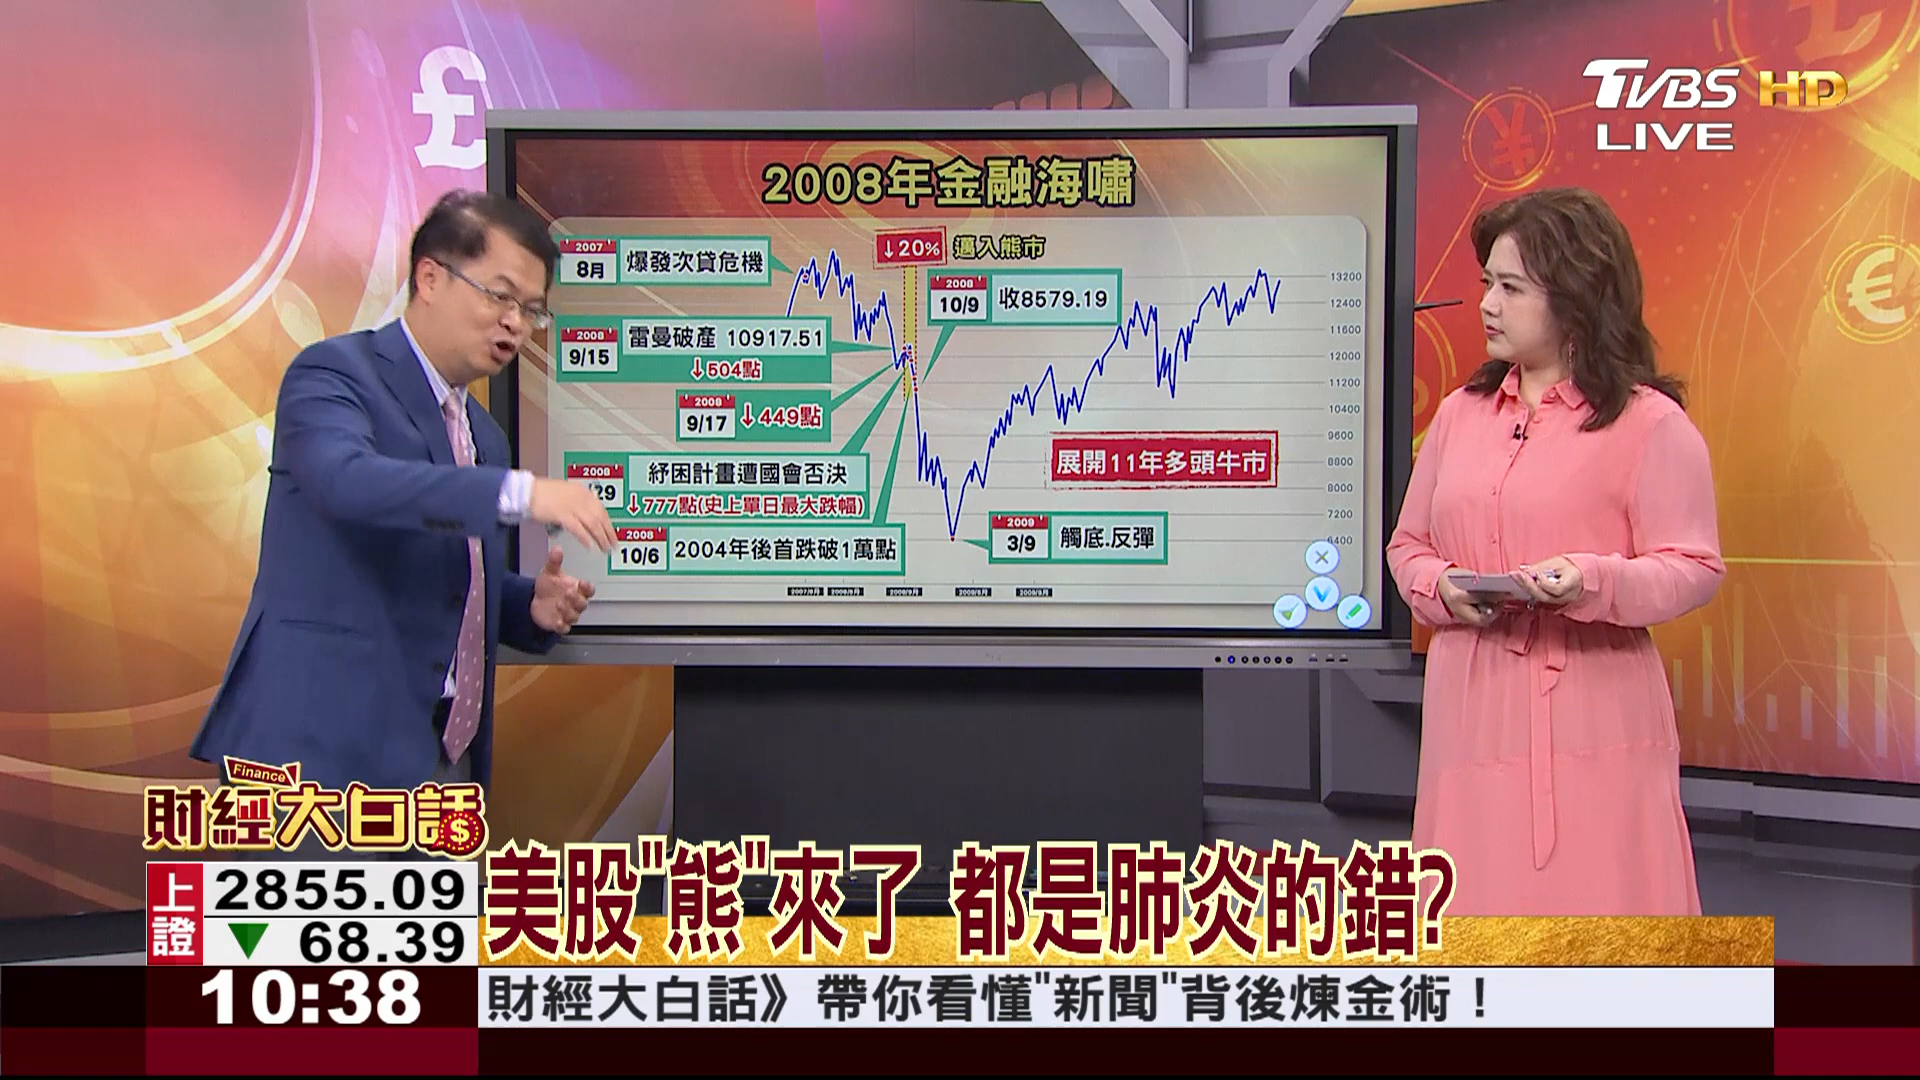 TVBS HD
LIVE
2008年金融海嘯
2007
8月
爆發次貸危機
↓20%
邁入熊市
2008
10/9
收8579.19
2008
9/15
雷曼破產 10917.51
↓504點
2008
9/17
↓449點
2008
/29
紓困計畫遭國會否決
↓777點(史上單日最大跌幅)
2008
10/6
2004年後首跌破1萬點
2009
3/9
觸底.反彈
展開11年多頭牛市
13200
12400
11600
12000
11200
10400
9600
8800
8000
7200
6400
Finance
財經大白話
上證
2855.09
▼ 68.39
10:38
美股"熊"來了 都是肺炎的錯?
財經大白話》帶你看懂"新聞"背後煉金術！